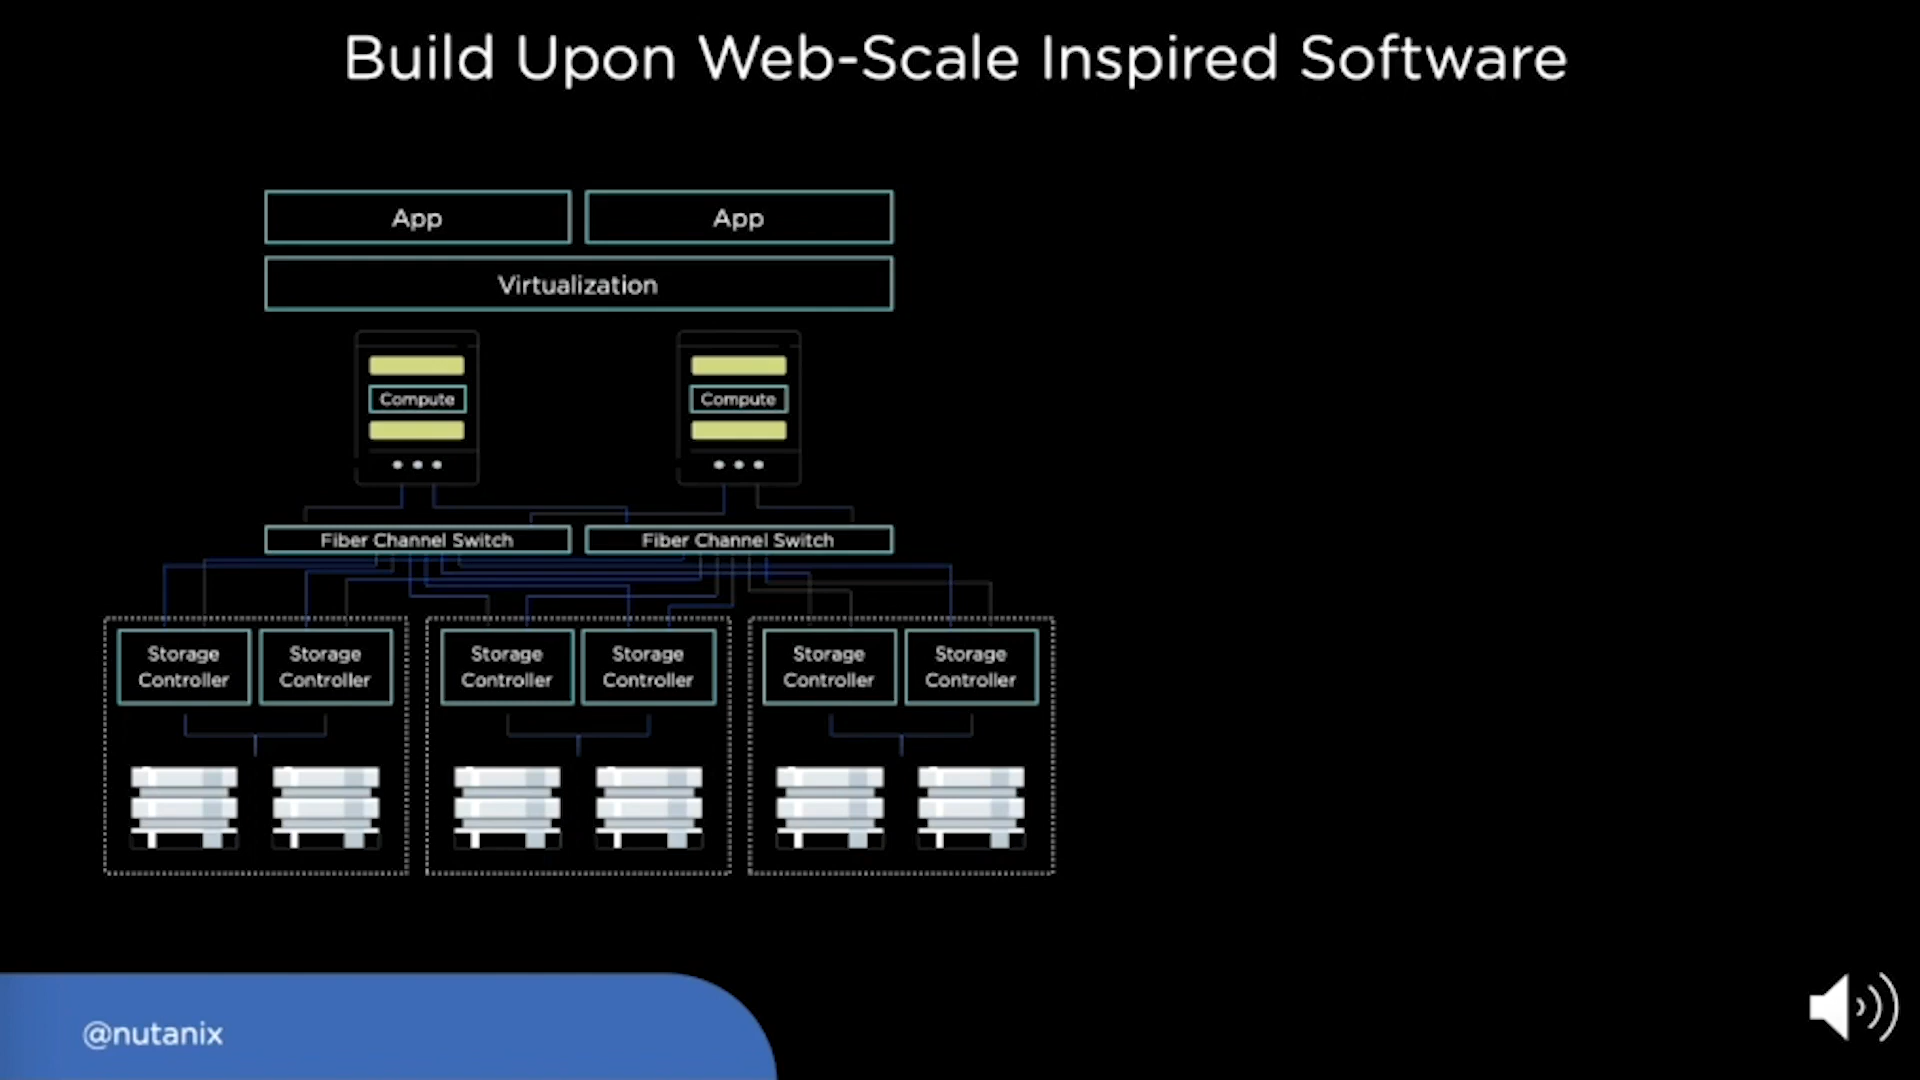 Build Upon Web-Scale Inspired Software
App App
Virtualization
Compute Compute
Fiber Channel Switch Fiber Channel Switch
Storage Controller
Storage Controller
Storage Controller
Storage Controller
Storage Controller
Storage Controller
@nutanix